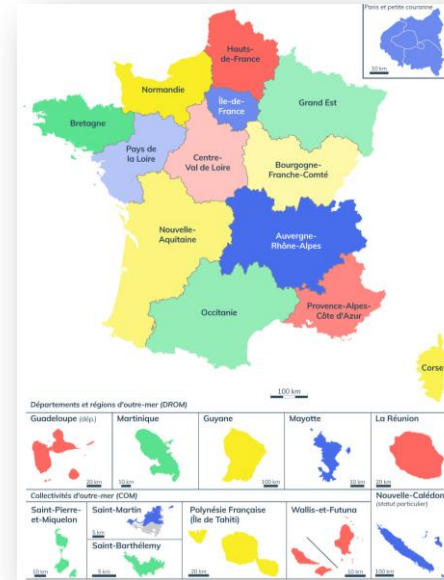 Paris et petite couronne
10 km
Hauts-
de-France
Normandie
Île-de-
France
Grand Est
Bretagne
Pays de
la Loire
Centre-
Val de Loire
Bourgogne-
Franche-Comté
Nouvelle-
Aquitaine
Auvergne-
Rhône-Alpes
Occitanie
Provence-Alpes-
Côte d'Azur
Corse
100 km
Départements et régions d'outre-mer (DROM)
Guadeloupe (dép.)
20 km
Martinique
10 km
Guyane
100 km
Mayotte
10 km
La Réunion
20 km
Collectivités d'outre-mer (COM)
Saint-Pierre-
et-Miquelon
10 km
Saint-Martin
5 km
Saint-Barthélemy
5 km
Polynésie Française
(Île de Tahiti)
20 km
Wallis-et-Futuna
10 km
Nouvelle-Calédon
(statut particulier)
100 km